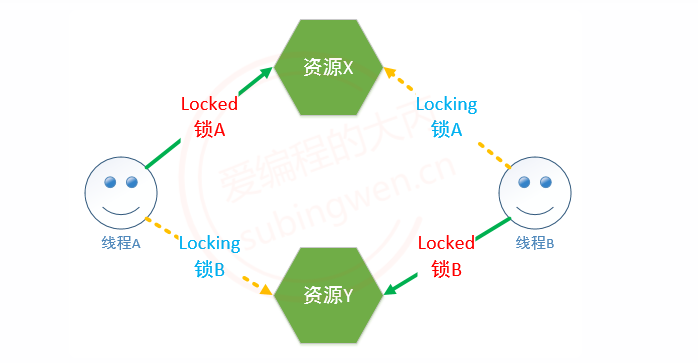 资源X
Locked
锁A
Locking
锁A
爱编程的大丙
subingwen.cn
线程A
线程B
Locking
锁B
Locked
锁B
资源Y